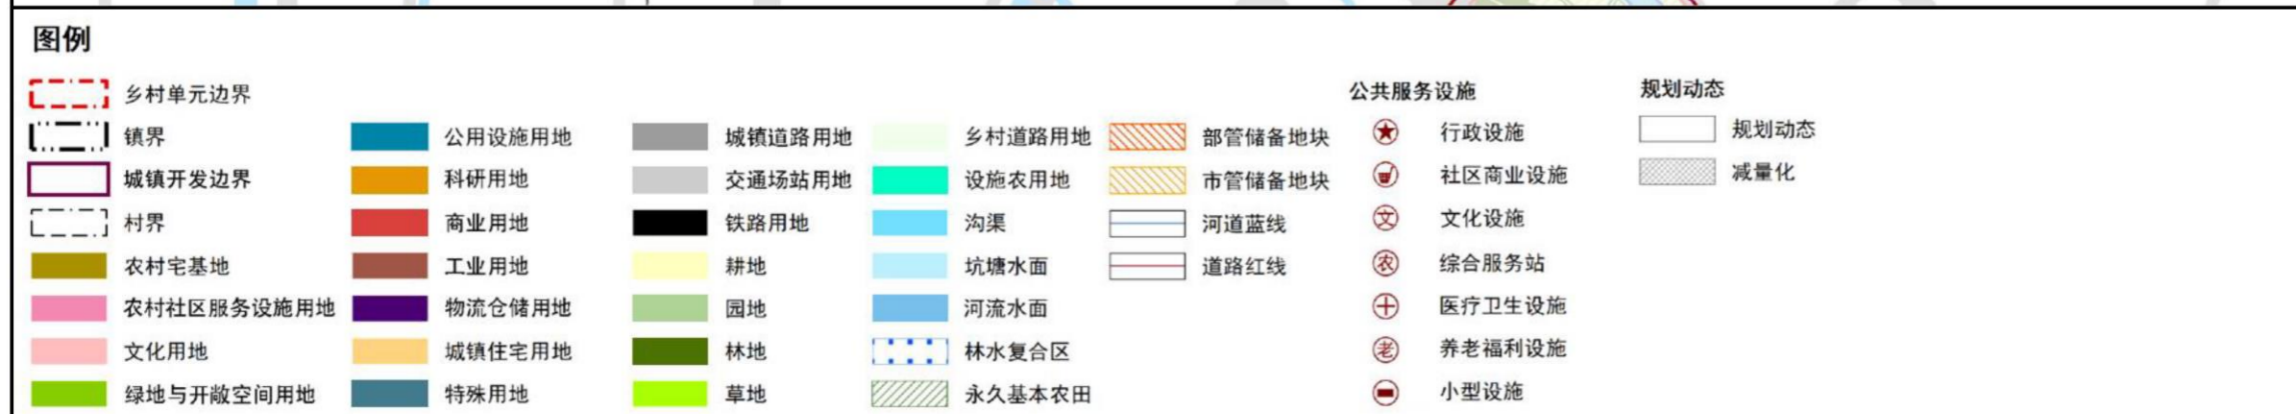 图例
乡村单元边界
镇界
城镇开发边界
村界
农村宅基地
农村社区服务设施用地
文化用地
绿地与开敞空间用地
公用设施用地
科研用地
商业用地
工业用地
物流仓储用地
城镇住宅用地
特殊用地
城镇道路用地
交通场站用地
铁路用地
耕地
园地
林地
草地
乡村道路用地
设施农用地
沟渠
坑塘水面
河流水面
林水复合区
永久基本农田
部管储备地块
市管储备地块
河道蓝线
道路红线
公共服务设施
行政设施
社区商业设施
文 文化设施
农 综合服务站
医疗卫生设施
老 养老福利设施
小型设施
规划动态
规划动态
减量化